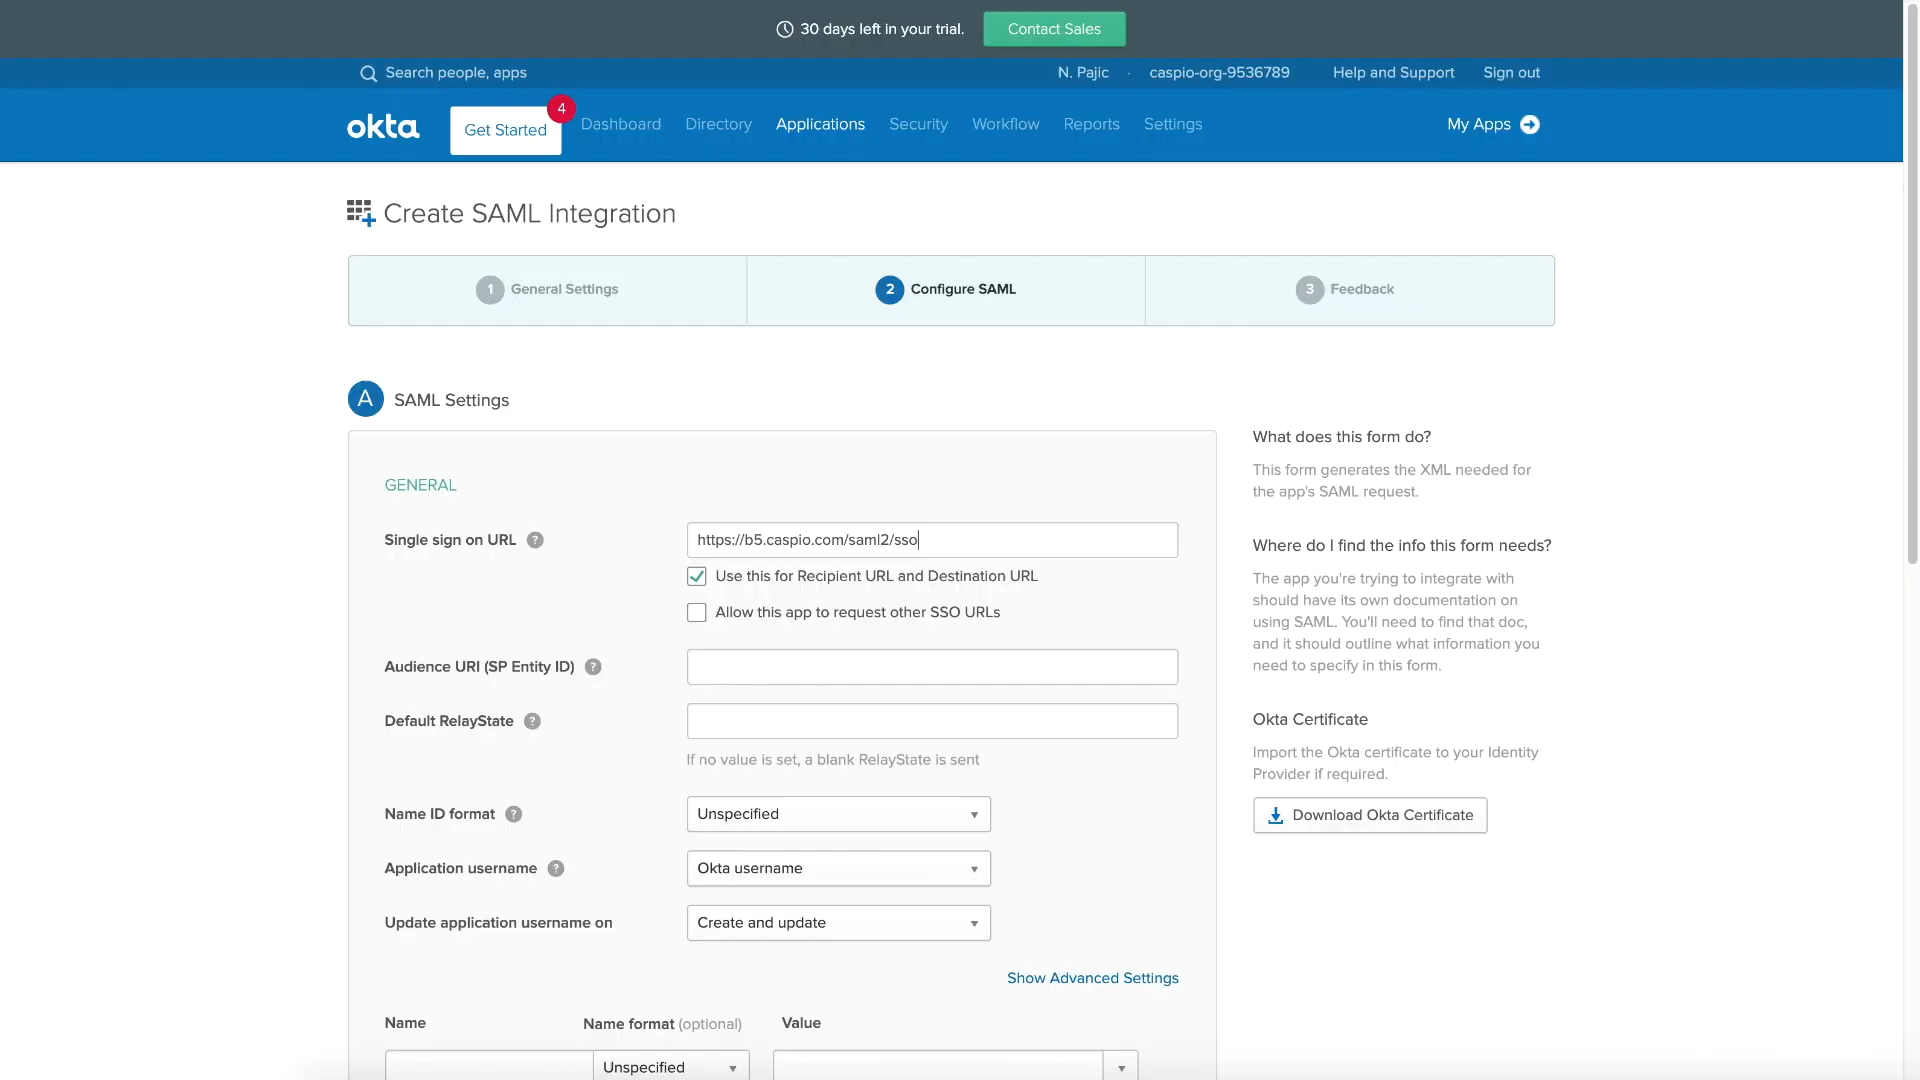 30 days left in your trial.
Contact Sales
Search people, apps
N. Pajic · caspio-org-9536789
Help and Support
Sign out
okta
Get Started
4
Dashboard
Directory
Applications
Security
Workflow
Reports
Settings
My Apps
Create SAML Integration
1 General Settings
2 Configure SAML
3 Feedback
A SAML Settings
GENERAL
Single sign on URL ?
https://b5.caspio.com/saml2/sso
Use this for Recipient URL and Destination URL
Allow this app to request other SSO URLs
Audience URI (SP Entity ID) ?
Default RelayState ?
If no value is set, a blank RelayState is sent
Name ID format ?
Unspecified
Application username ?
Okta username
Update application username on
Create and update
Show Advanced Settings
Name
Name format (optional)
Value
Unspecified
What does this form do?
This form generates the XML needed for
the app's SAML request.
Where do I find the info this form needs?
The app you're trying to integrate with
should have its own documentation on
using SAML. You'll need to find that doc,
and it should outline what information you
need to specify in this form.
Okta Certificate
Import the Okta certificate to your Identity
Provider if required.
Download Okta Certificate